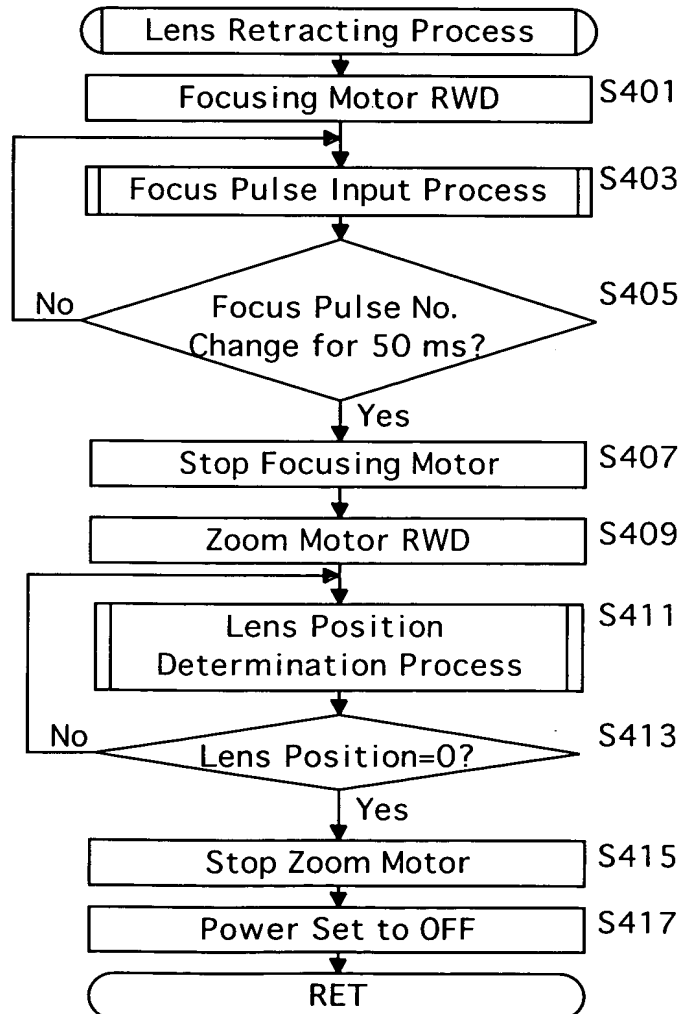 Lens Retracting Process
Focusing Motor RWD
S401
Focus Pulse Input Process
S403
Focus Pulse No.
Change for 50 ms?
S405
No
Yes
Stop Focusing Motor
S407
Zoom Motor RWD
S409
Lens Position
Determination Process
S411
Lens Position=0?
S413
No
Yes
Stop Zoom Motor
S415
Power Set to OFF
S417
RET